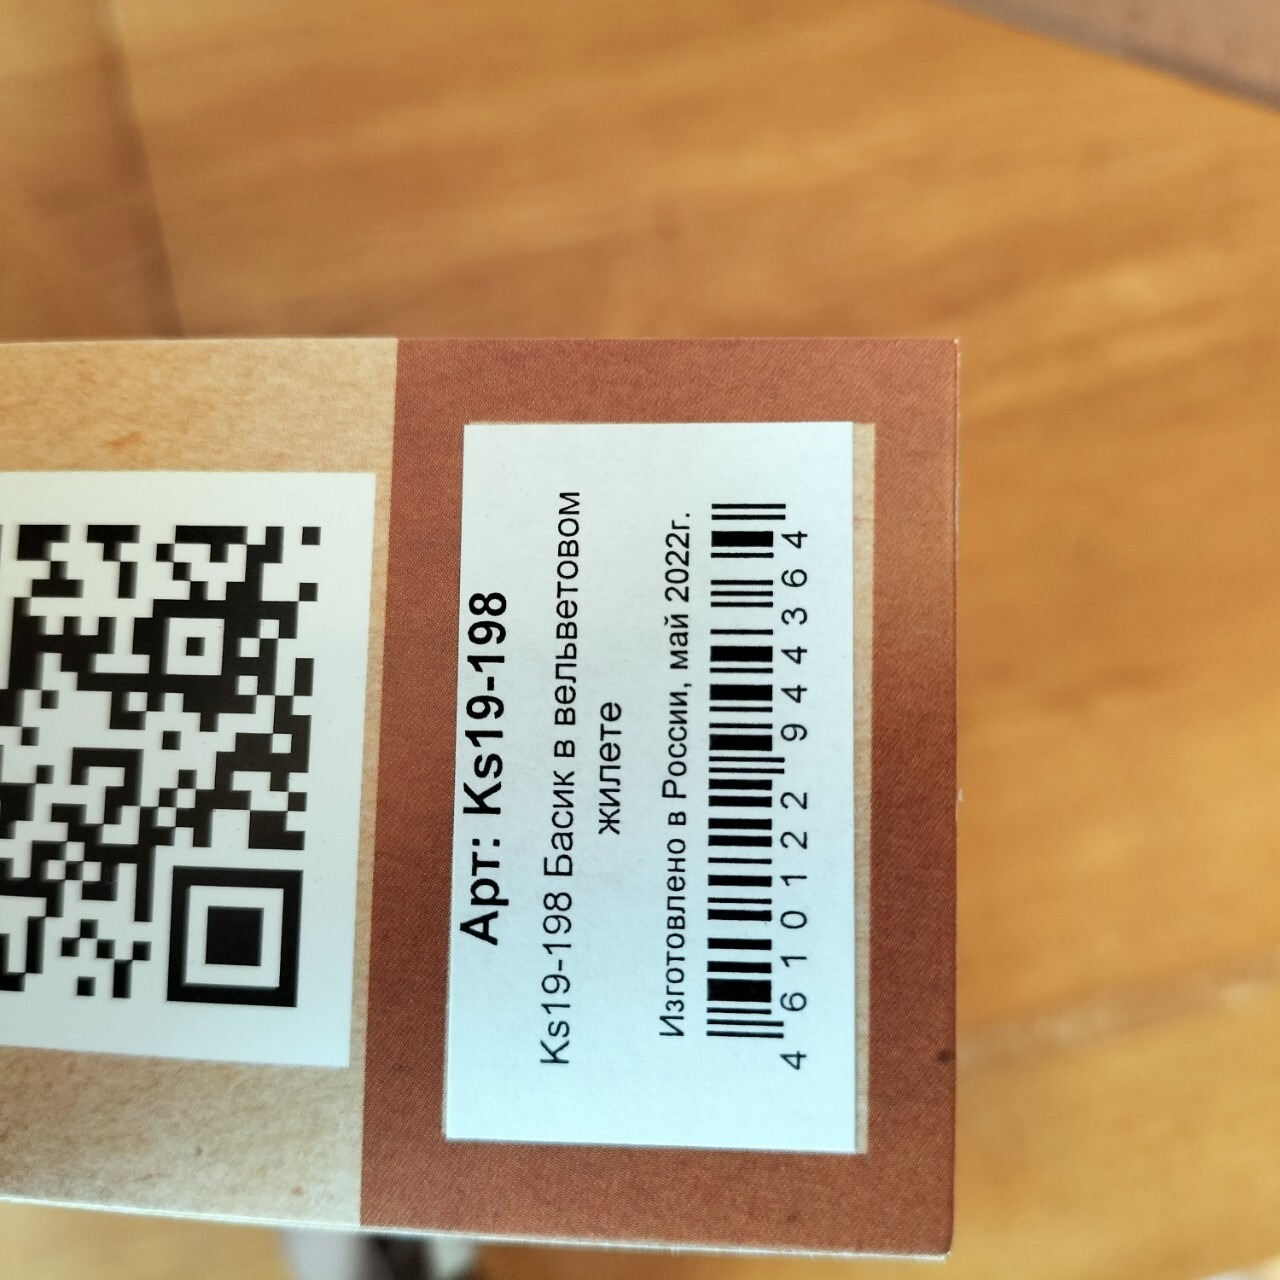 Арт: Ks19-198
Ks19-198 Басик в вельветовом
жилете
Изготовлено в России, май 2022г.
4 610122 944364